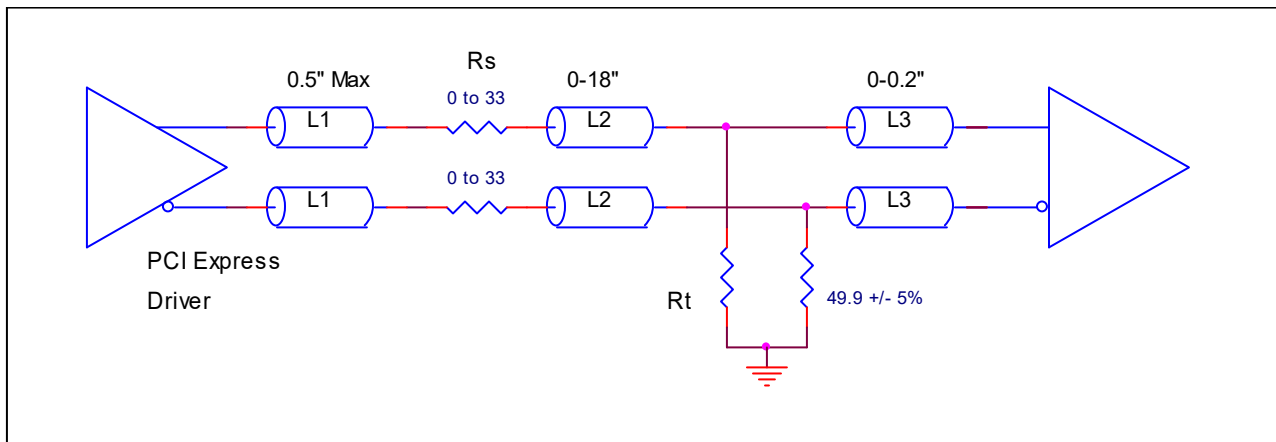 Rs
0.5" Max
0-18"
0-0.2"
0 to 33
L1
L2
L3
0 to 33
L1
L2
L3
PCI Express
Driver
Rt
49.9 +/- 5%